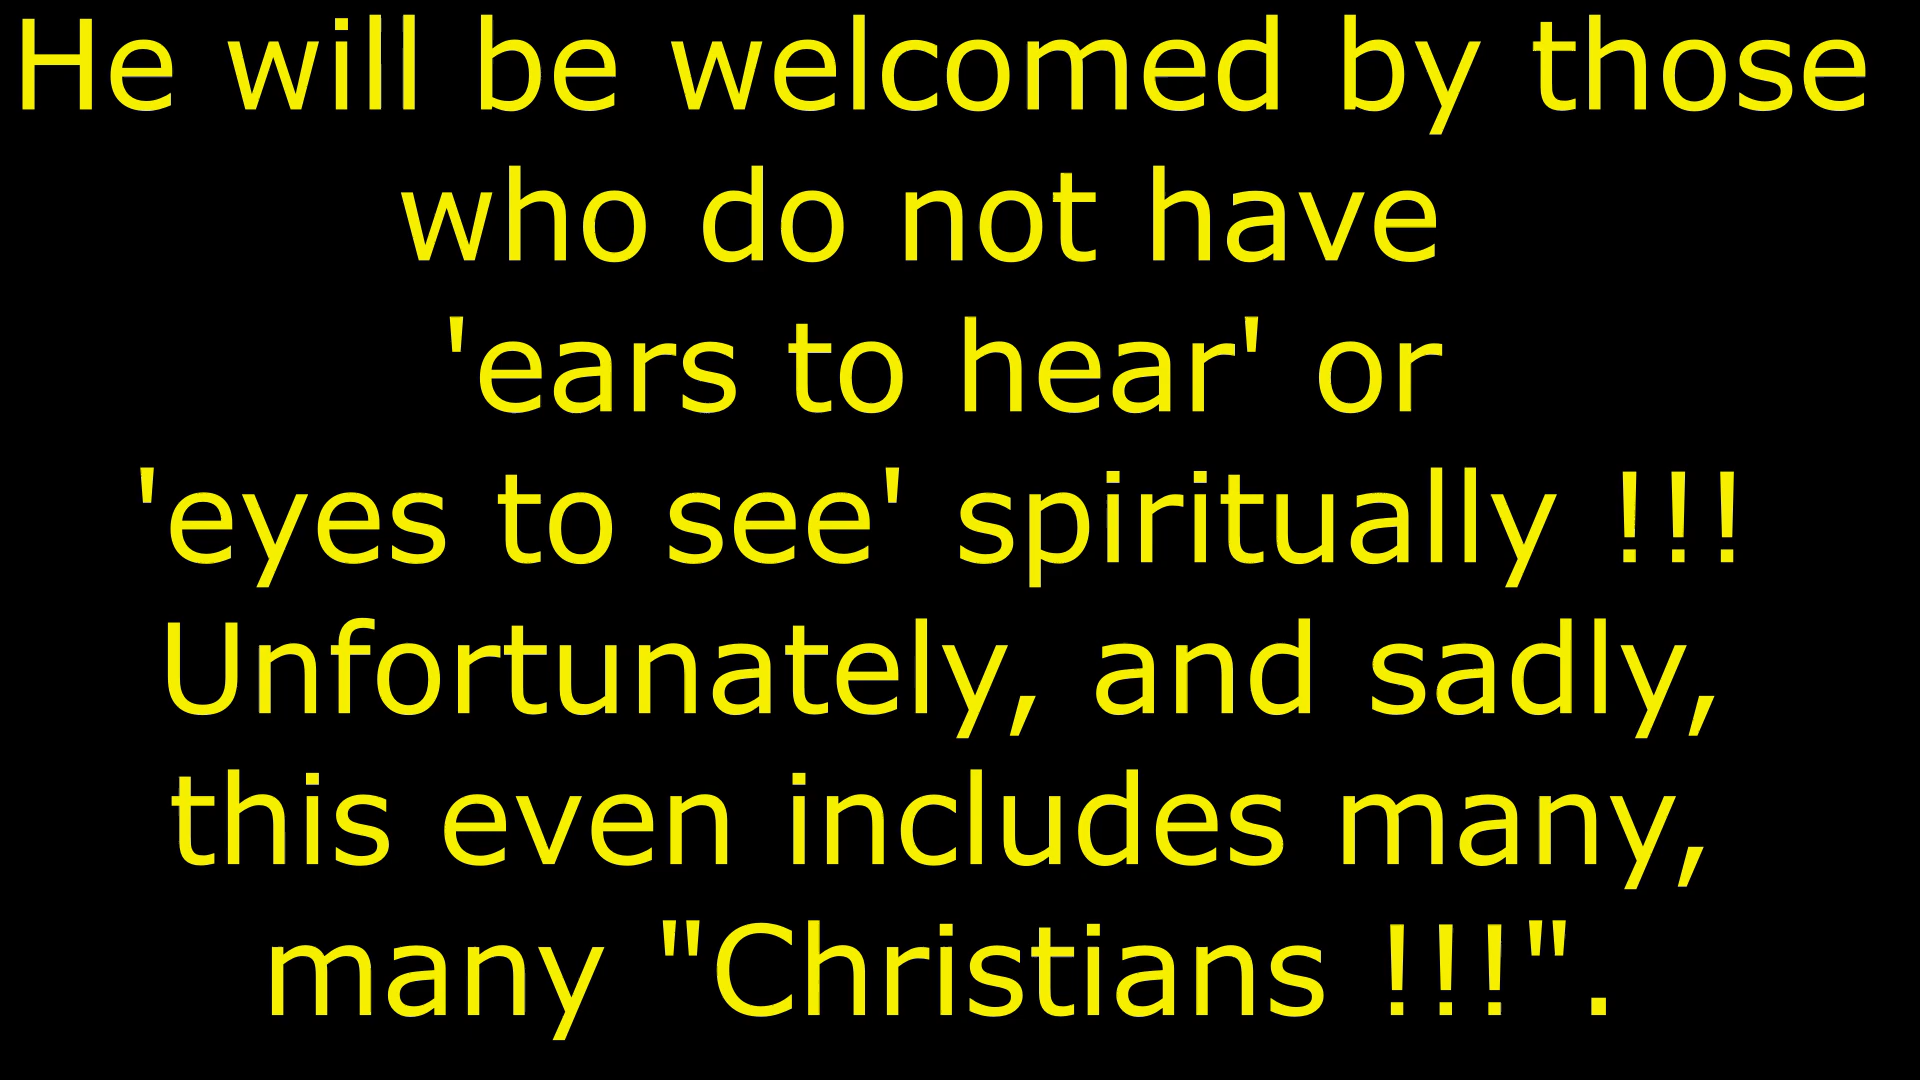 He will be welcomed by those
who do not have
'ears to hear' or
'eyes to see' spiritually !!!
Unfortunately, and sadly,
this even includes many,
many "Christians !!!".